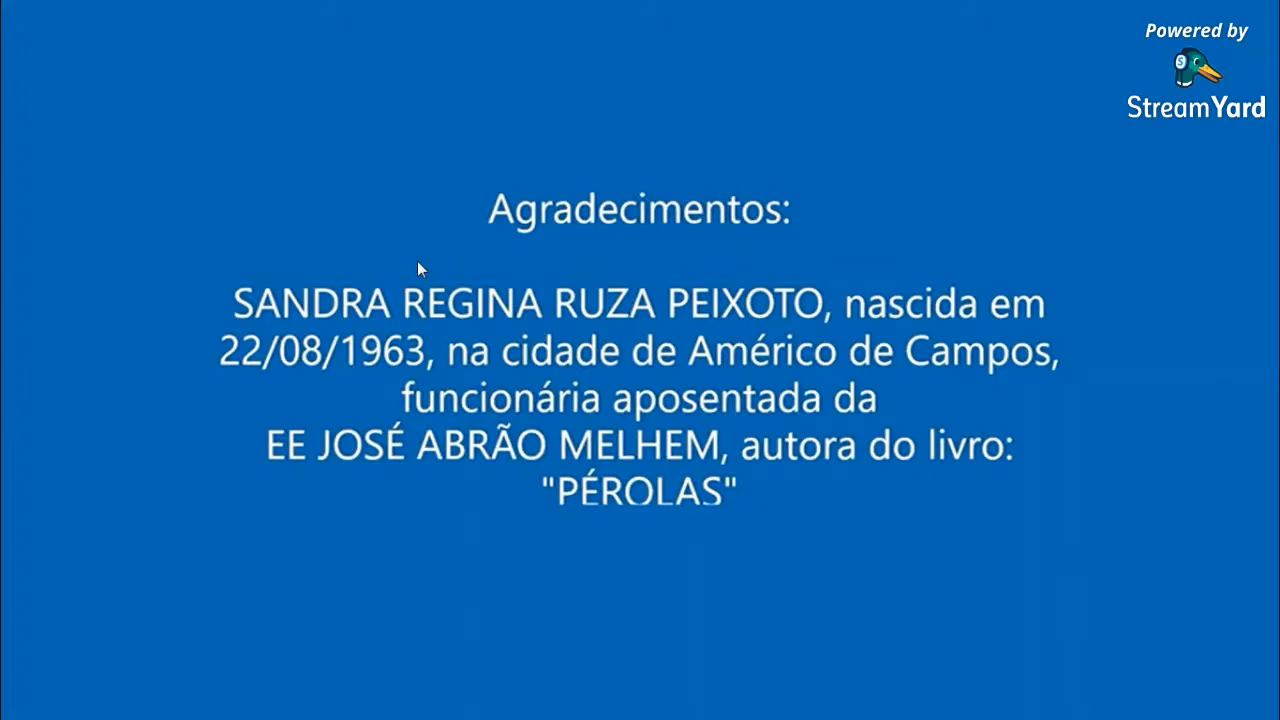 Powered by
StreamYard
Agradecimentos:
SANDRA REGINA RUZA PEIXOTO, nascida em
22/08/1963, na cidade de Américo de Campos,
funcionária aposentada da
EE JOSÉ ABRÃO MELHEM, autora do livro:
"PÉROLAS"